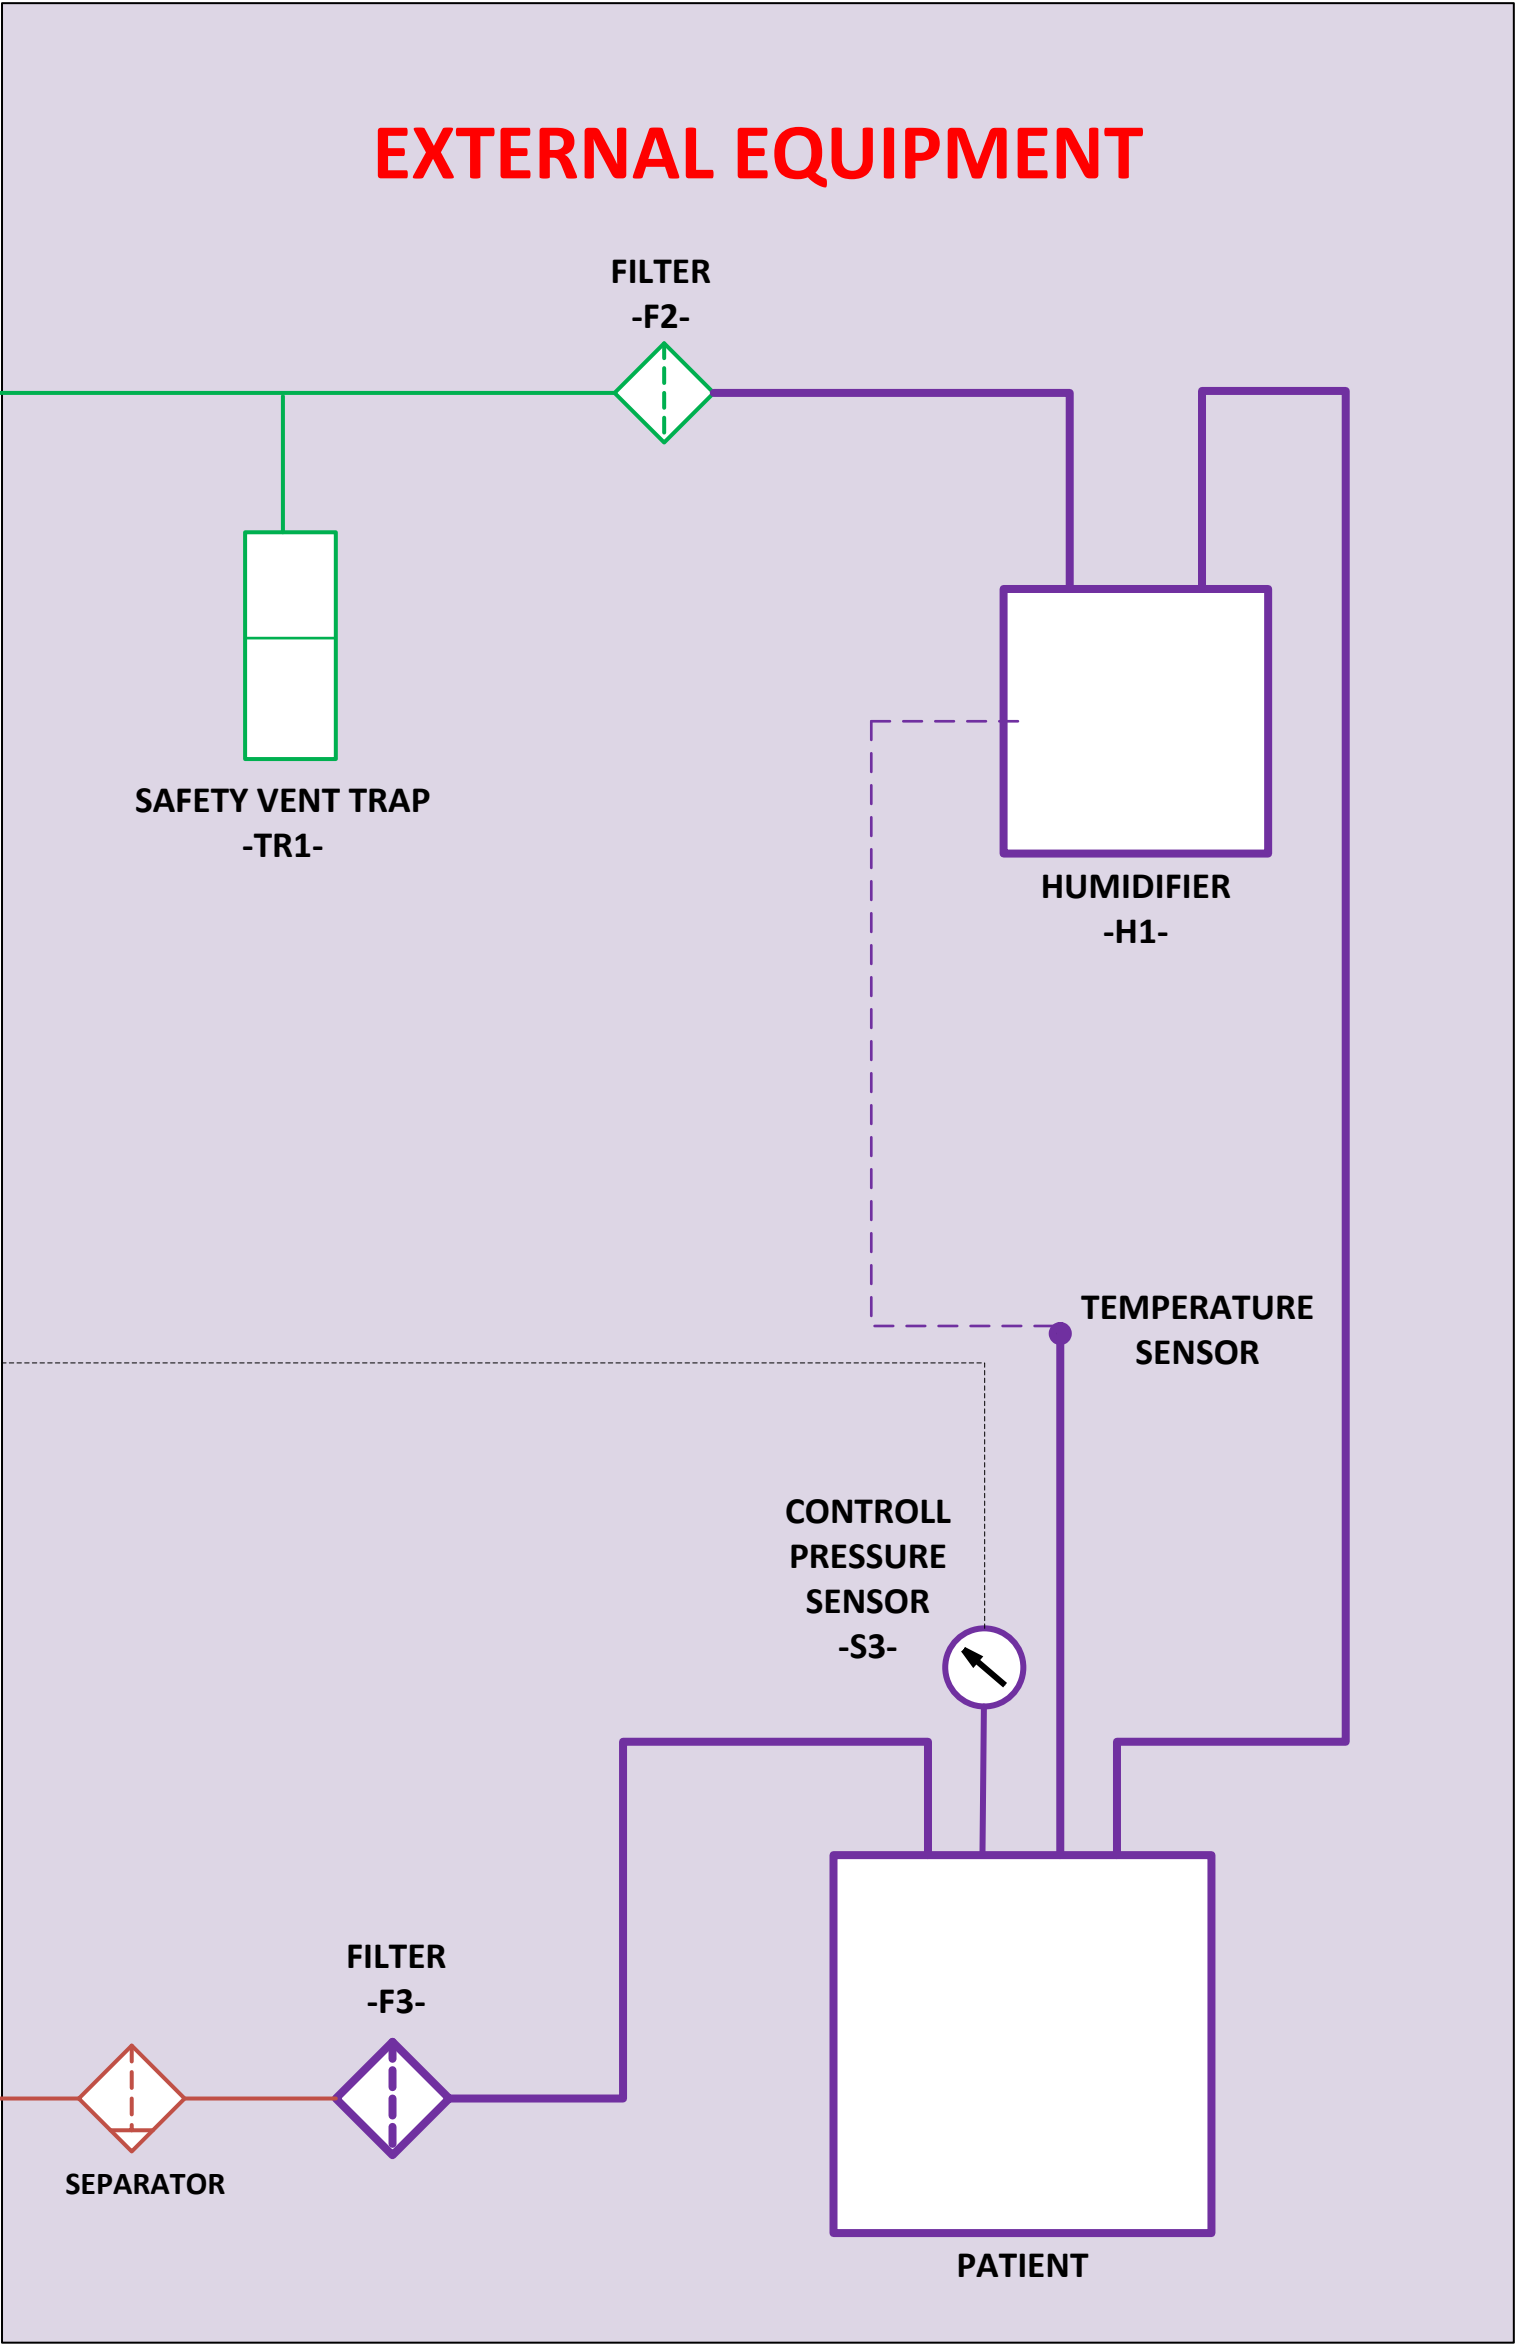 EXTERNAL EQUIPMENT
FILTER
-F2-
SAFETY VENT TRAP
-TR1-
HUMIDIFIER
-H1-
TEMPERATURE
SENSOR
CONTROLL
PRESSURE
SENSOR
-S3-
FILTER
-F3-
SEPARATOR
PATIENT